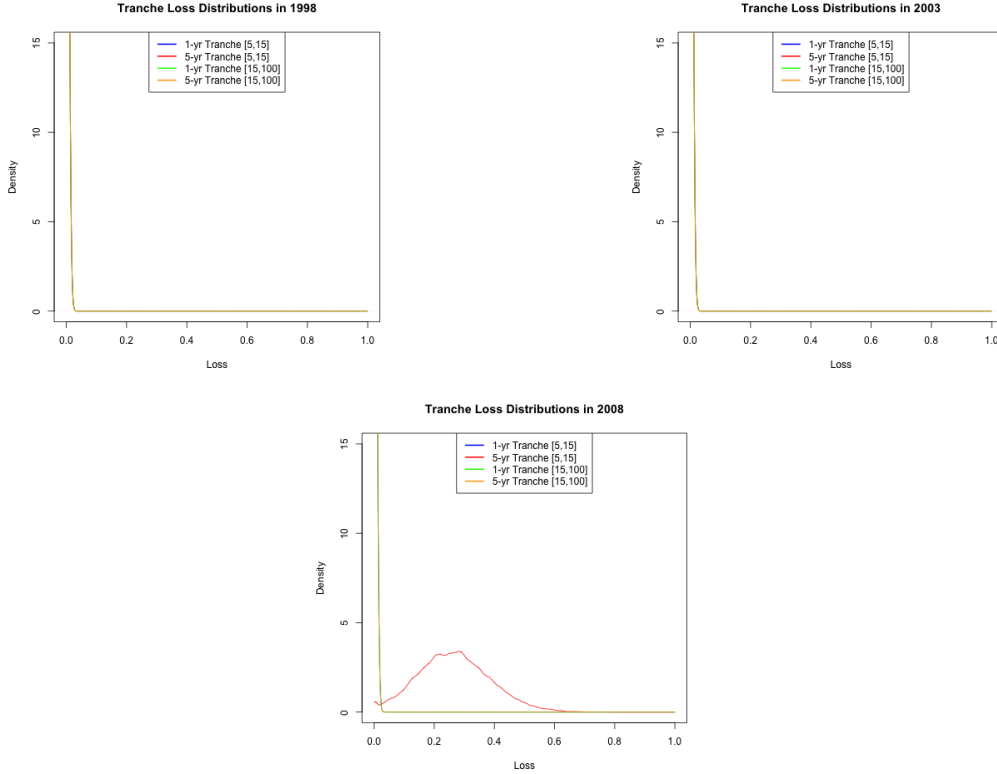 Tranche Loss Distributions in 1998
1-yr Tranche [5,15]
5-yr Tranche [5,15]
1-yr Tranche [15,100]
5-yr Tranche [15,100]
15
10
5
0
Density
0.0 0.2 0.4 0.6 0.8 1.0
Loss
Tranche Loss Distributions in 2003
1-yr Tranche [5,15]
5-yr Tranche [5,15]
1-yr Tranche [15,100]
5-yr Tranche [15,100]
15
10
5
0
Density
0.0 0.2 0.4 0.6 0.8 1.0
Loss
Tranche Loss Distributions in 2008
1-yr Tranche [5,15]
5-yr Tranche [5,15]
1-yr Tranche [15,100]
5-yr Tranche [15,100]
15
10
5
0
Density
0.0 0.2 0.4 0.6 0.8 1.0
Loss